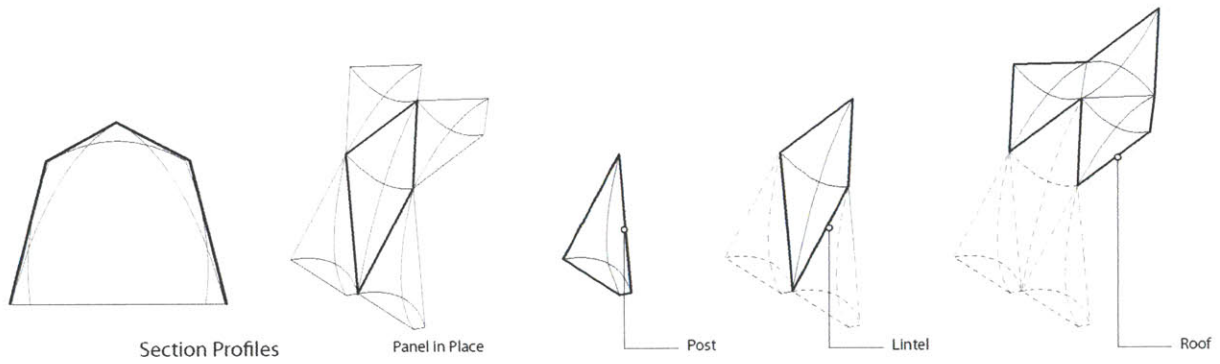 Section Profiles
Panel in Place
Post
Lintel
Roof